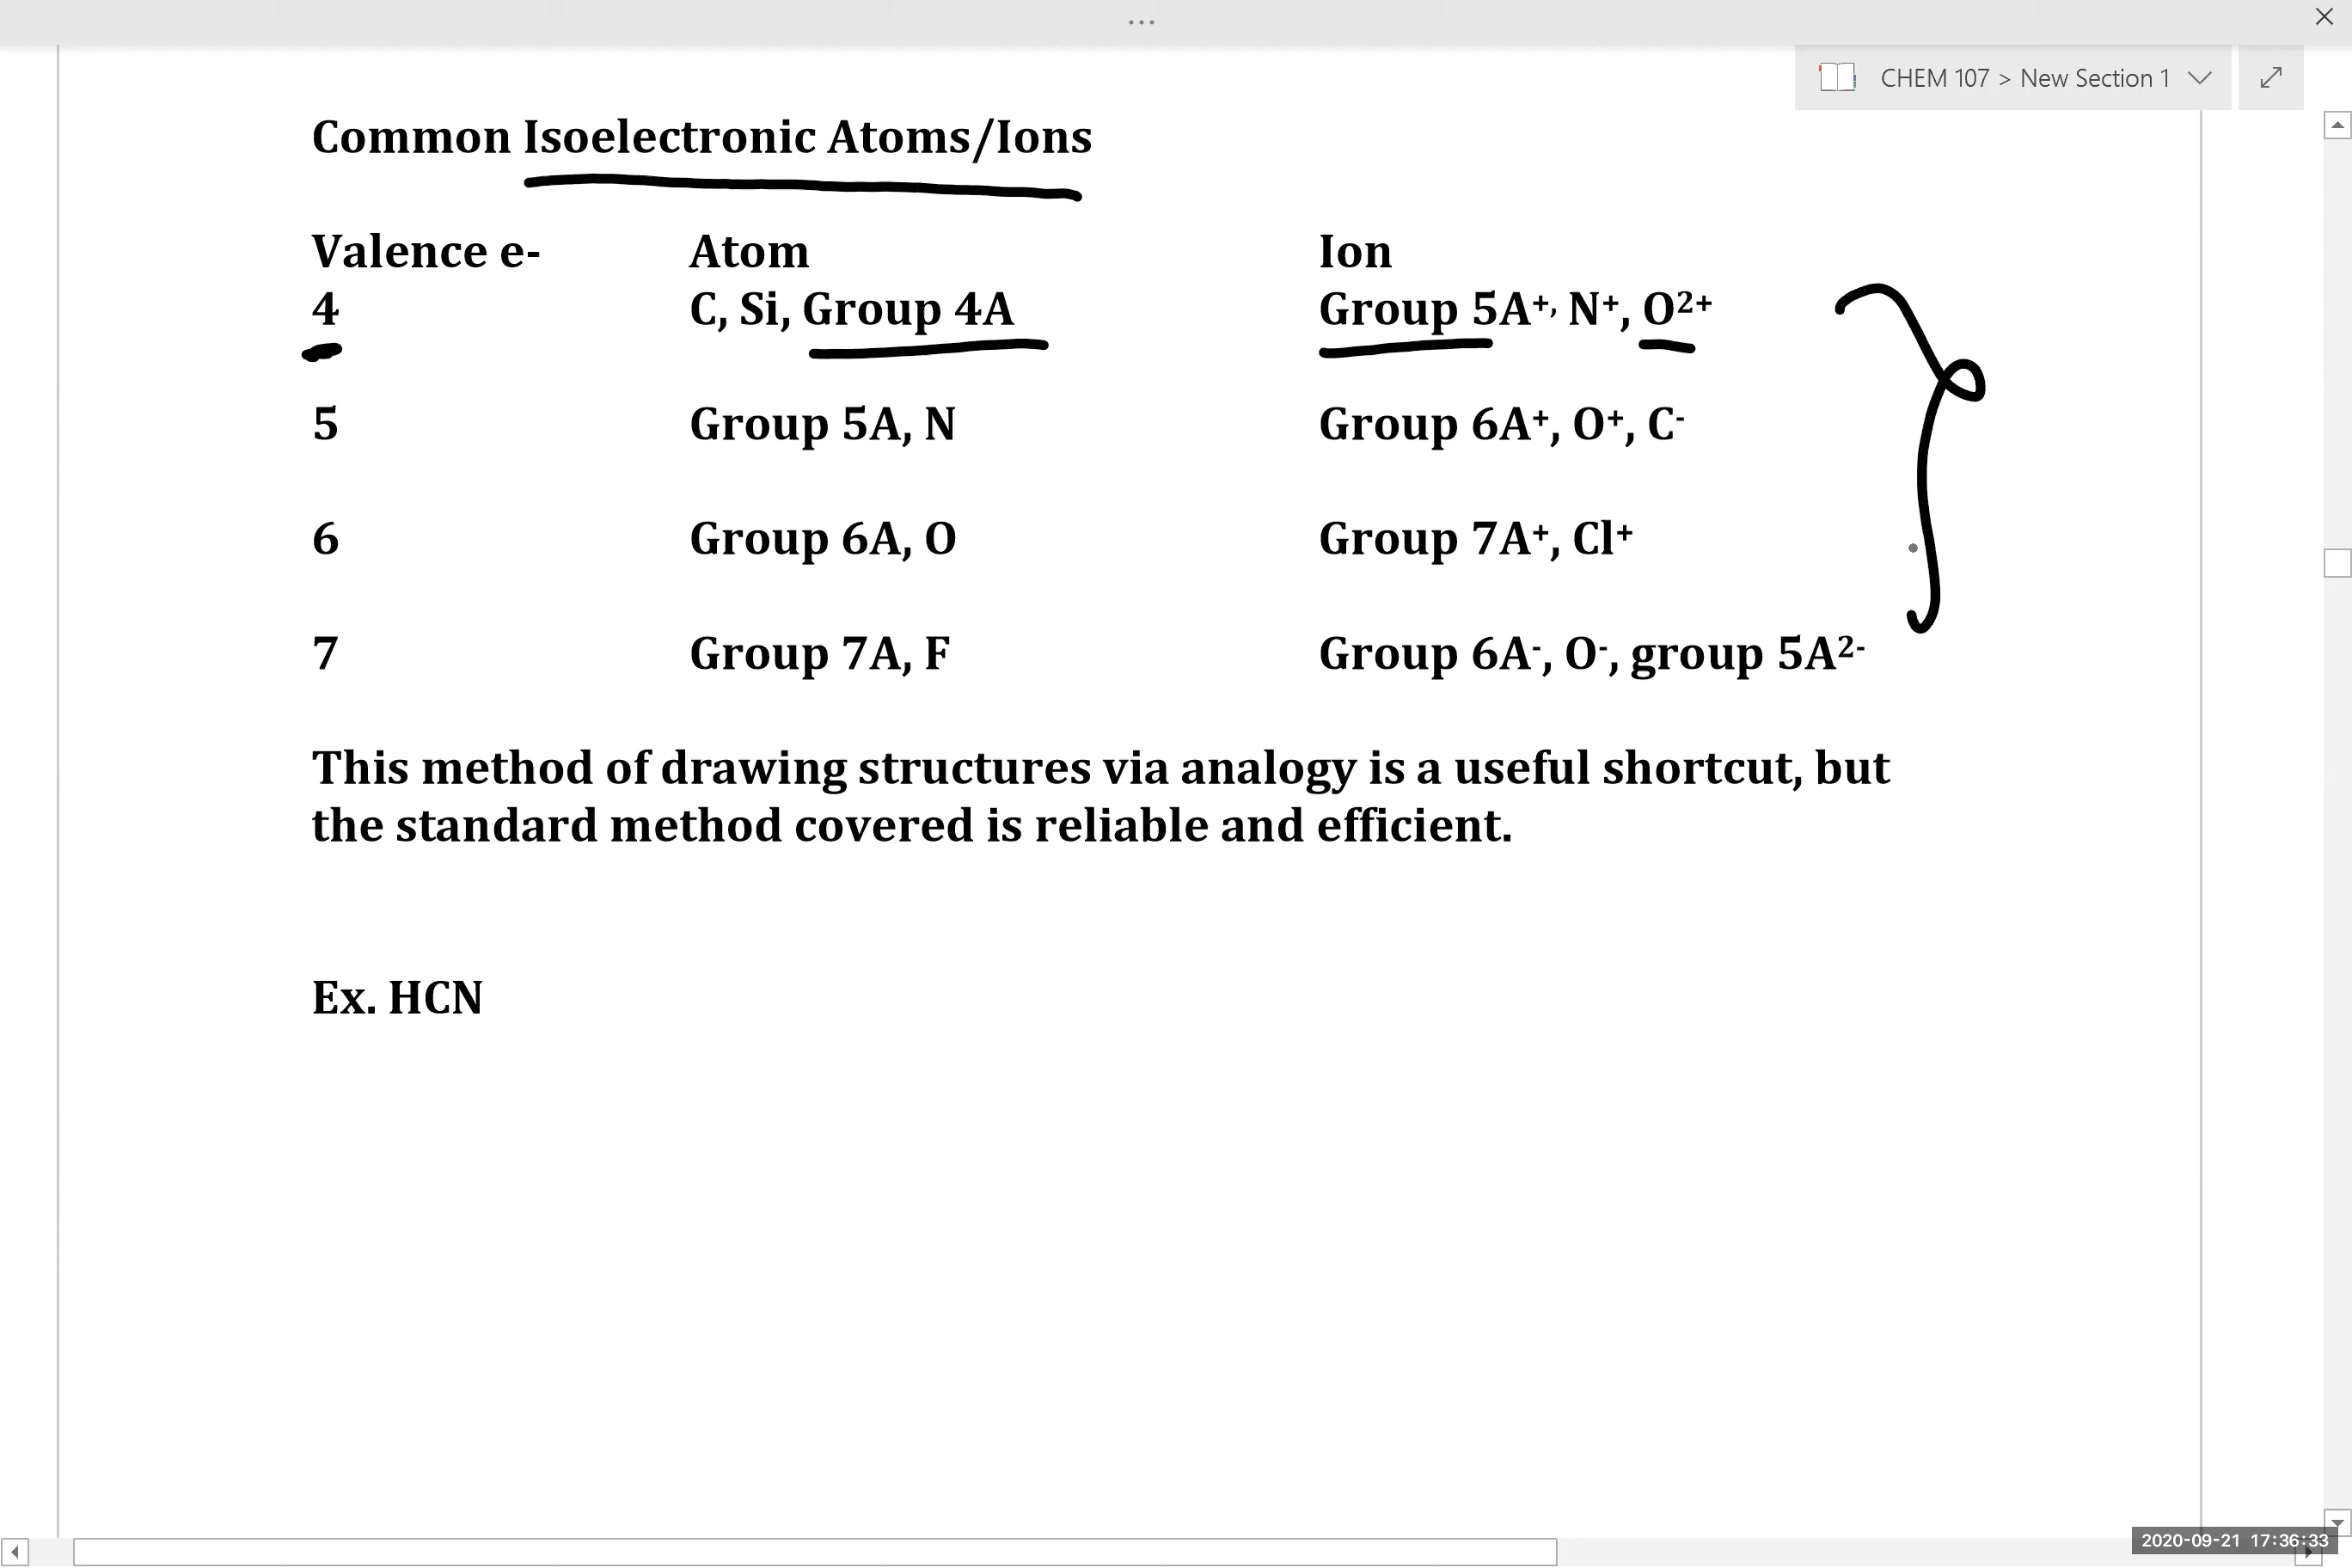 CHEM 107 > New Section 1
Common Isoelectronic Atoms/Ions
Valence e- Atom Ion
4 C, Si, Group 4A Group 5A⁺, N⁺, O²⁺
5 Group 5A, N Group 6A⁺, O⁺, C⁻
6 Group 6A, O Group 7A⁺, Cl⁺
7 Group 7A, F Group 6A⁻, O⁻, group 5A²⁻
This method of drawing structures via analogy is a useful shortcut, but
the standard method covered is reliable and efficient.
Ex. HCN
2020-09-21 17:36:33